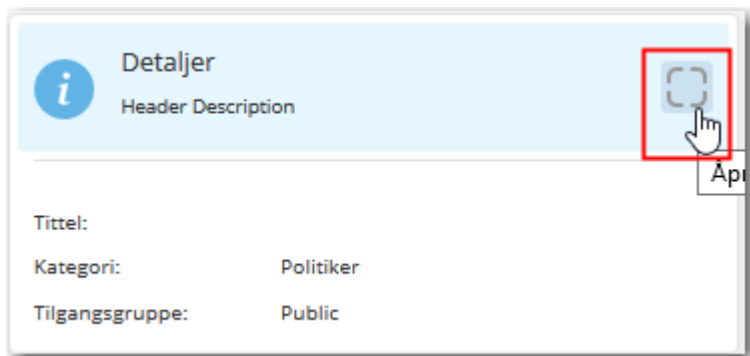 Detaljer
Header Description
Tittel:
Kategori: Politiker
Tilgangsgruppe: Public